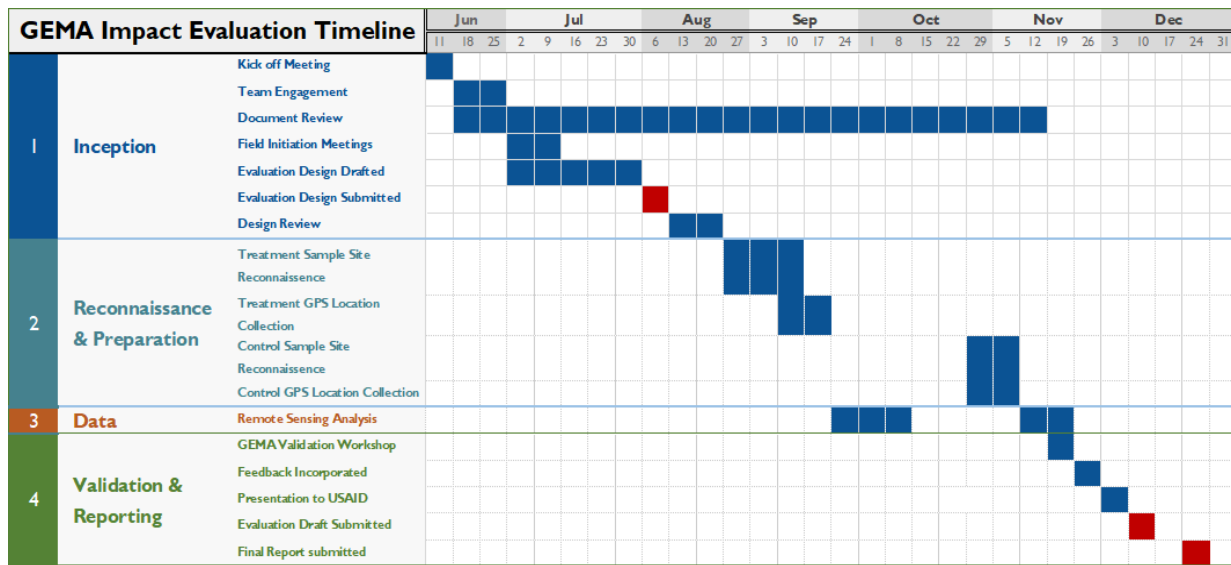 GEMA Impact Evaluation Timeline
Jun Jul Aug Sep Oct Nov Dec
11 18 25 2 9 16 23 30 6 13 20 27 3 10 17 24 1 8 15 22 29 5 12 19 26 3 10 17 24 31
1
Inception
Kick off Meeting
Team Engagement
Document Review
Field Initiation Meetings
Evaluation Design Drafted
Evaluation Design Submitted
Design Review
2
Reconnaissance
& Preparation
Treatment Sample Site
Reconnaissence
Treatment GPS Location
Collection
Control Sample Site
Reconnaissence
Control GPS Location Collection
3
Data
Remote Sensing Analysis
4
Validation &
Reporting
GEMA Validation Workshop
Feedback Incorporated
Presentation to USAID
Evaluation Draft Submitted
Final Report submitted